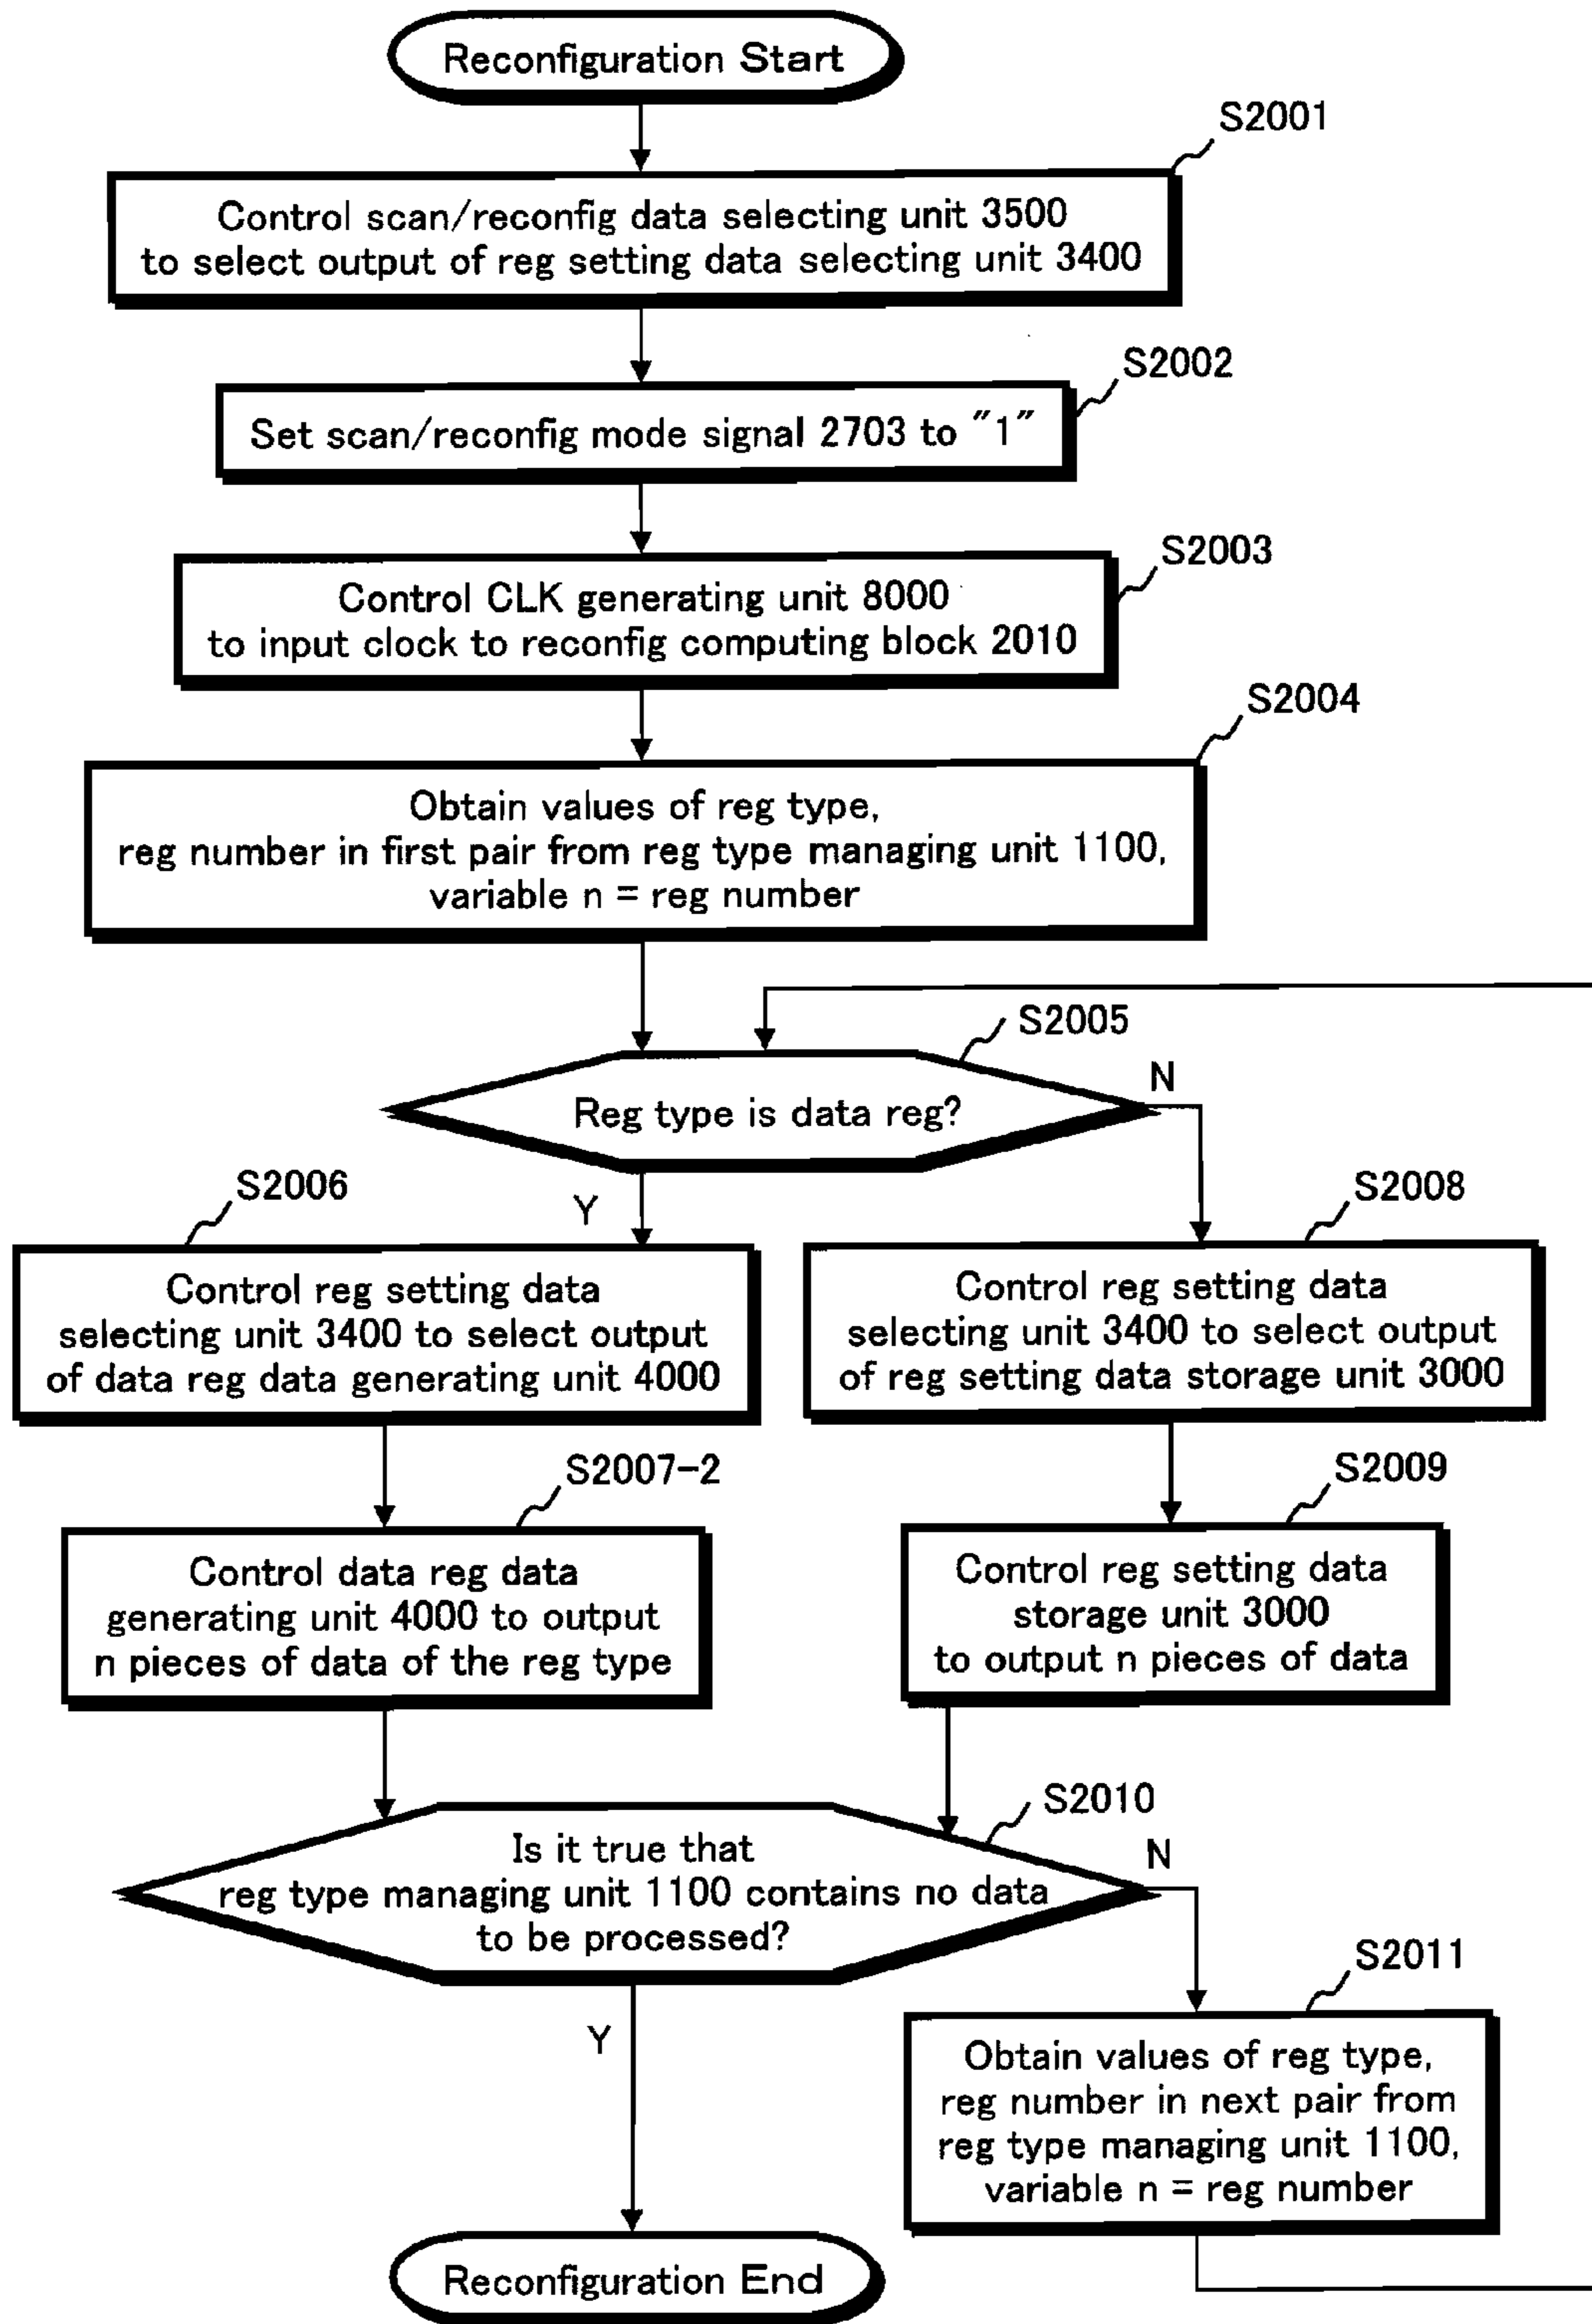 Reconfiguration Start
S2001
Control scan/reconfig data selecting unit 3500
to select output of reg setting data selecting unit 3400
S2002
Set scan/reconfig mode signal 2703 to ″1″
S2003
Control CLK generating unit 8000
to input clock to reconfig computing block 2010
S2004
Obtain values of reg type,
reg number in first pair from reg type managing unit 1100,
variable n = reg number
S2005
Reg type is data reg?
N
Y
S2006
Control reg setting data
selecting unit 3400 to select output
of data reg data generating unit 4000
S2008
Control reg setting data
selecting unit 3400 to select output
of reg setting data storage unit 3000
S2007-2
Control data reg data
generating unit 4000 to output
n pieces of data of the reg type
S2009
Control reg setting data
storage unit 3000
to output n pieces of data
S2010
Is it true that
reg type managing unit 1100 contains no data
to be processed?
N
Y
S2011
Obtain values of reg type,
reg number in next pair from
reg type managing unit 1100,
variable n = reg number
Reconfiguration End